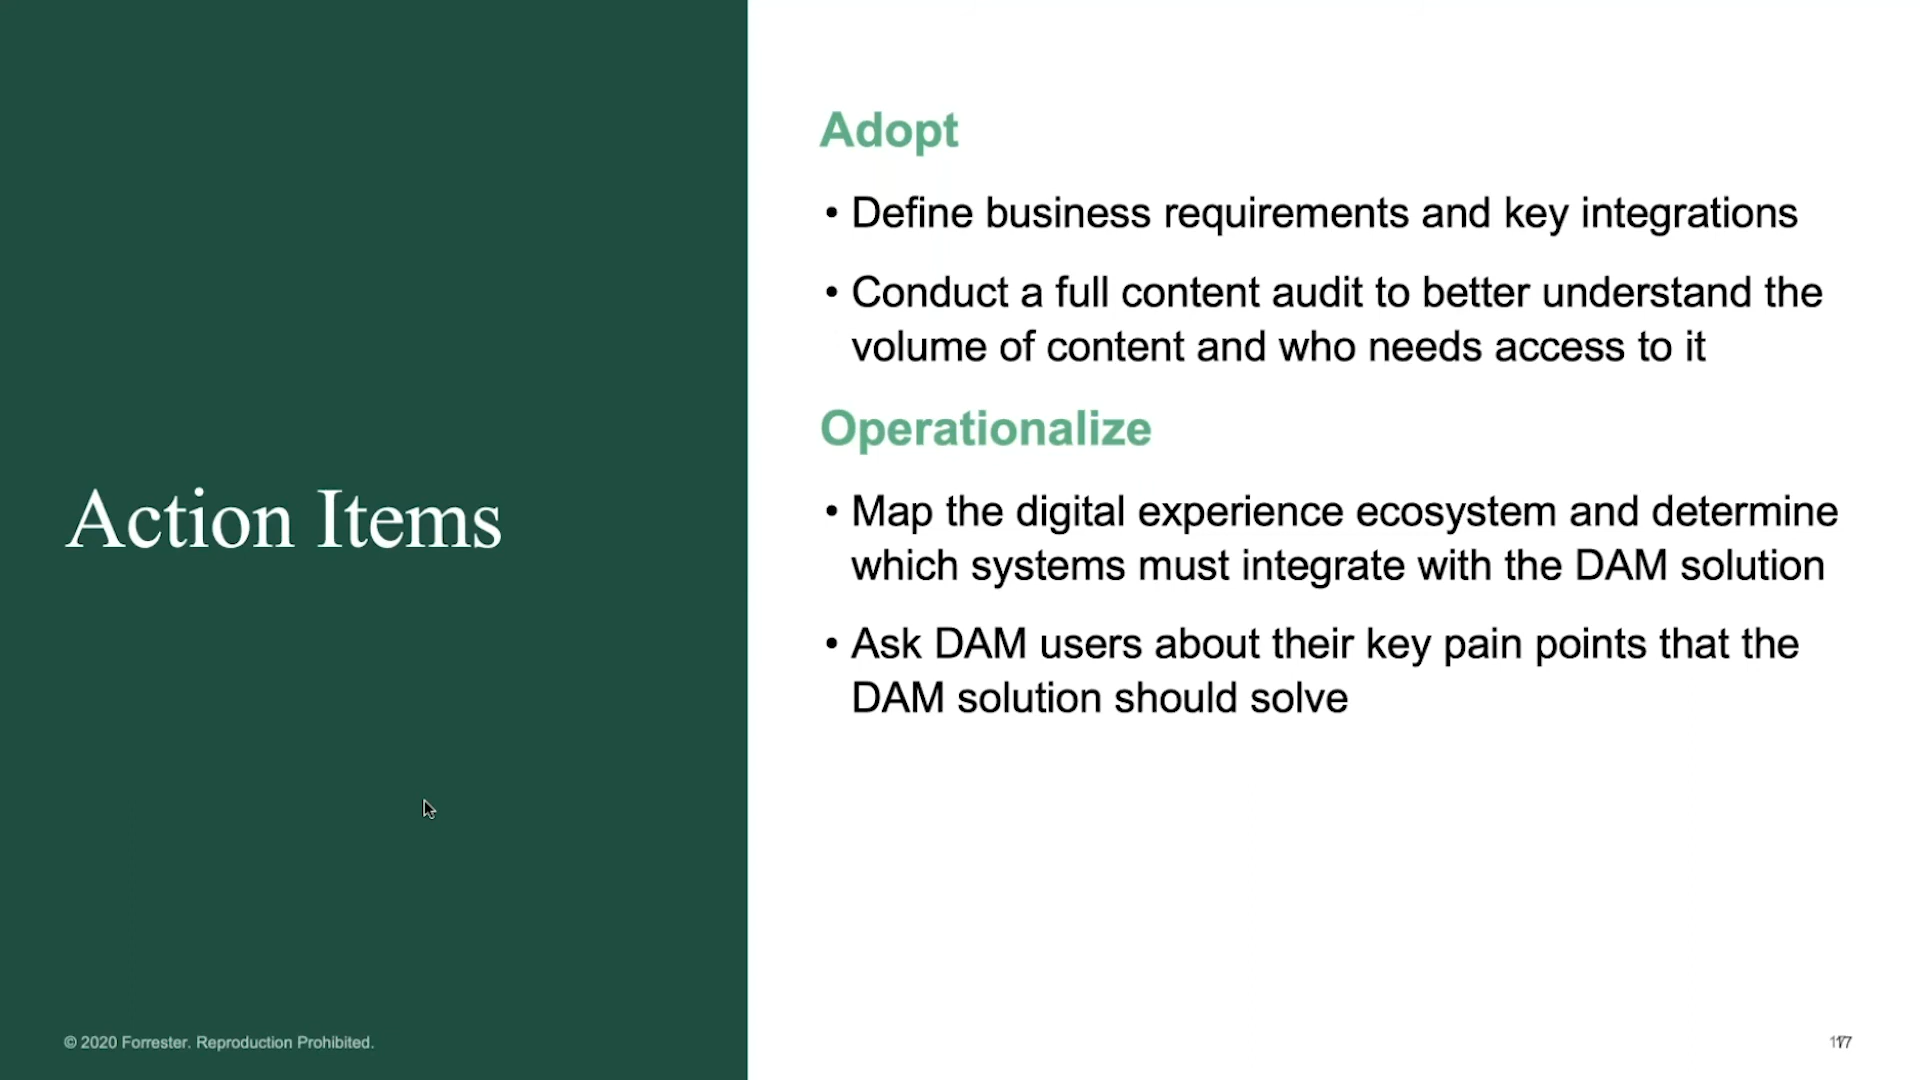 Action Items
Adopt
• Define business requirements and key integrations
• Conduct a full content audit to better understand the
volume of content and who needs access to it
Operationalize
• Map the digital experience ecosystem and determine
which systems must integrate with the DAM solution
• Ask DAM users about their key pain points that the
DAM solution should solve
© 2020 Forrester. Reproduction Prohibited.